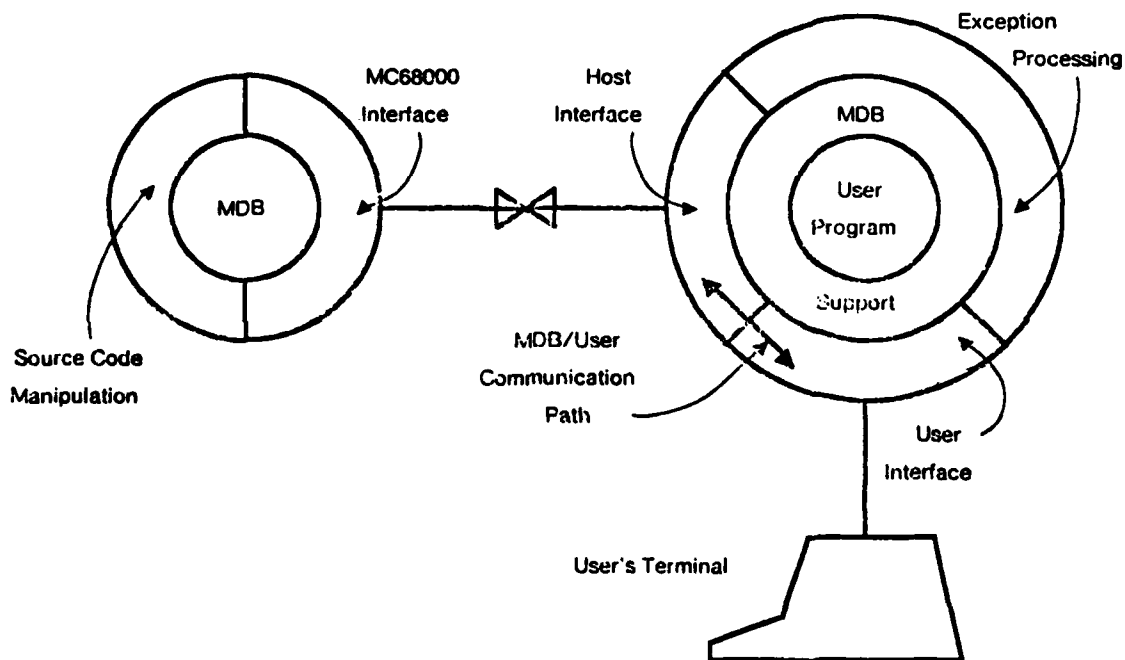 Exception
Processing
MC68000
Interface
Host
Interface
MDB
MDB
User
Program
Support
Source Code
Manipulation
MDB/User
Communication
Path
User
Interface
User's Terminal